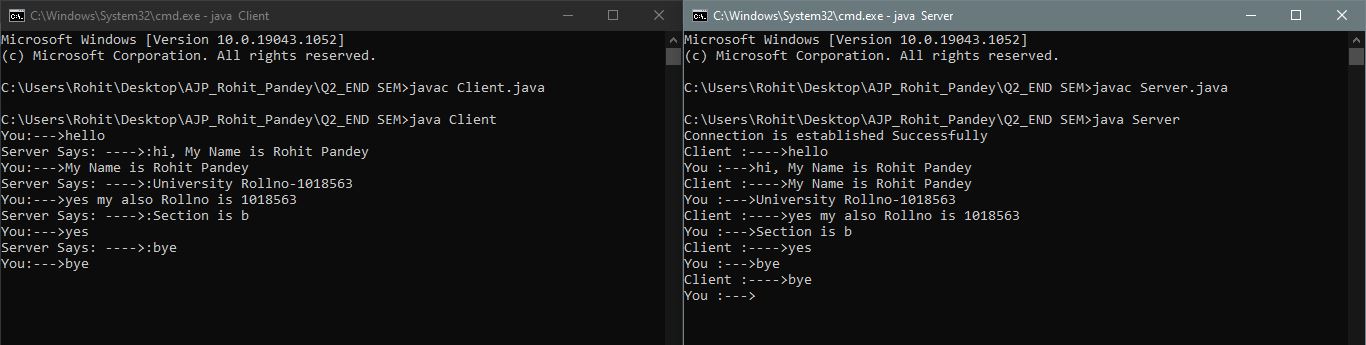 C:\Windows\System32\cmd.exe - java  Client
Microsoft Windows [Version 10.0.19043.1052]
(c) Microsoft Corporation. All rights reserved.
C:\Users\Rohit\Desktop\AJP_Rohit_Pandey\Q2_END SEM>javac Client.java
C:\Users\Rohit\Desktop\AJP_Rohit_Pandey\Q2_END SEM>java Client
You:--->hello
Server Says: ---->:hi, My Name is Rohit Pandey
You:--->My Name is Rohit Pandey
Server Says: ---->:University Rollno-1018563
You:--->yes my also Rollno is 1018563
Server Says: ---->:Section is b
You:--->yes
Server Says: ---->:bye
You:--->bye
C:\Windows\System32\cmd.exe - java  Server
Microsoft Windows [Version 10.0.19043.1052]
(c) Microsoft Corporation. All rights reserved.
C:\Users\Rohit\Desktop\AJP_Rohit_Pandey\Q2_END SEM>javac Server.java
C:\Users\Rohit\Desktop\AJP_Rohit_Pandey\Q2_END SEM>java Server
Connection is established Successfully
Client :---->hello
You :--->hi, My Name is Rohit Pandey
Client :---->My Name is Rohit Pandey
You :--->University Rollno-1018563
Client :---->yes my also Rollno is 1018563
You :--->Section is b
Client :---->yes
You :--->bye
Client :---->bye
You :--->